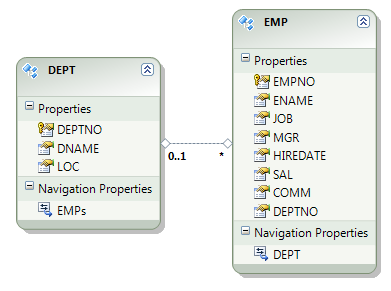 DEPT
Properties
DEPTNO
DNAME
LOC
Navigation Properties
EMPs
0..1
*
EMP
Properties
EMPNO
ENAME
JOB
MGR
HIREDATE
SAL
COMM
DEPTNO
Navigation Properties
DEPT